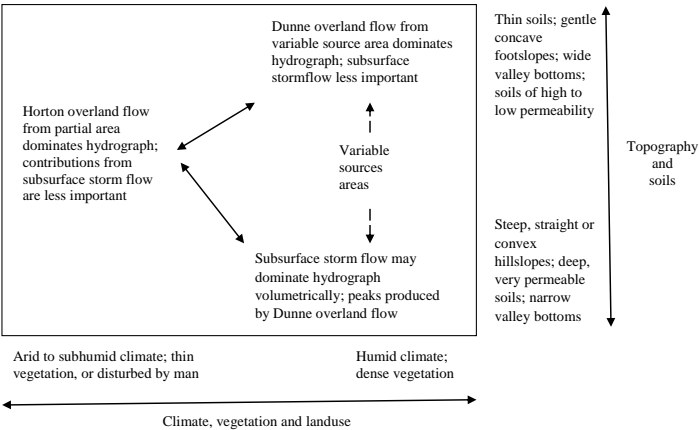 Dunne overland flow from
variable source area dominates
hydrograph; subsurface
stormflow less important
Thin soils; gentle
concave
footslopes; wide
valley bottoms;
soils of high to
low permeability
Horton overland flow
from partial area
dominates hydrograph;
contributions from
subsurface storm flow
are less important
Variable
sources
areas
Topography
and
soils
Steep, straight or
convex
hillslopes; deep,
very permeable
soils; narrow
valley bottoms
Subsurface storm flow may
dominate hydrograph
volumetrically; peaks produced
by Dunne overland flow
Arid to subhumid climate; thin
vegetation, or disturbed by man
Humid climate;
dense vegetation
Climate, vegetation and landuse